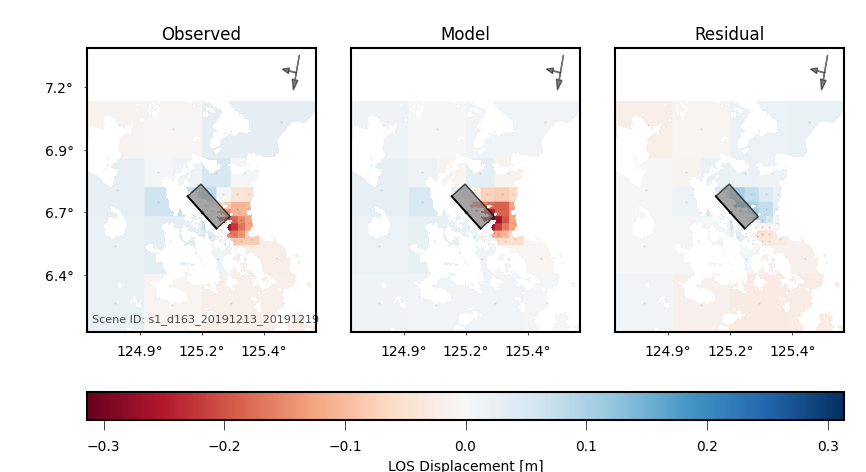 Observed
Model
Residual
7.2°
6.9°
6.7°
6.4°
Scene ID: s1_d163_20191213_20191219
124.9° 125.2° 125.4°
124.9° 125.2° 125.4°
124.9° 125.2° 125.4°
−0.3 −0.2 −0.1 0.0 0.1 0.2 0.3
LOS Displacement [m]